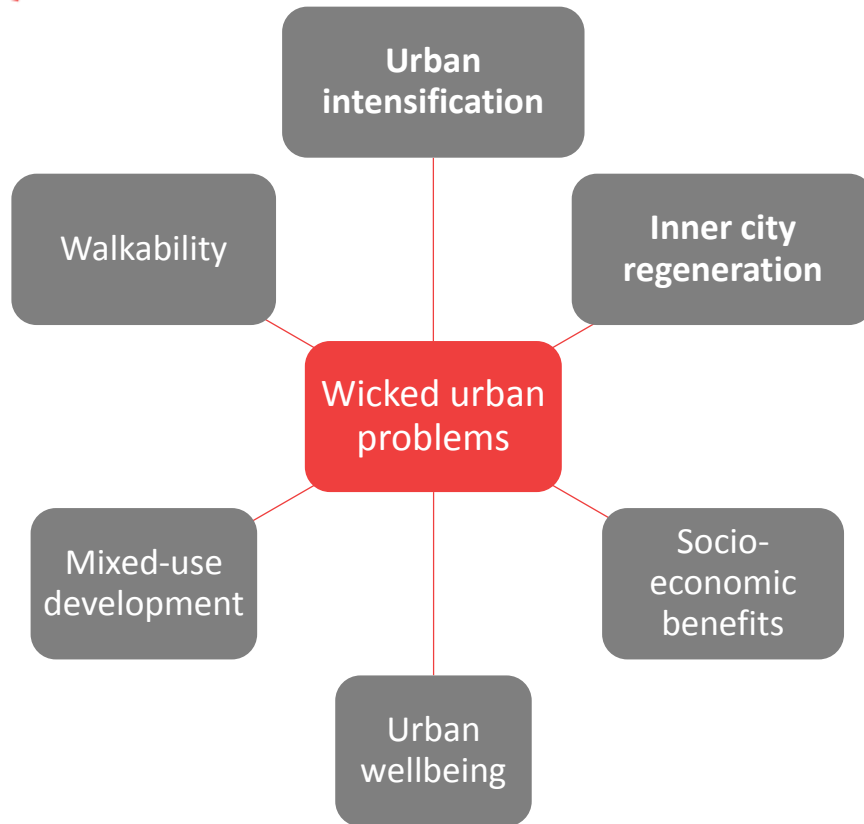 Urban
intensification
Walkability
Inner city
regeneration
Wicked urban
problems
Mixed-use
development
Socio-
economic
benefits
Urban
wellbeing